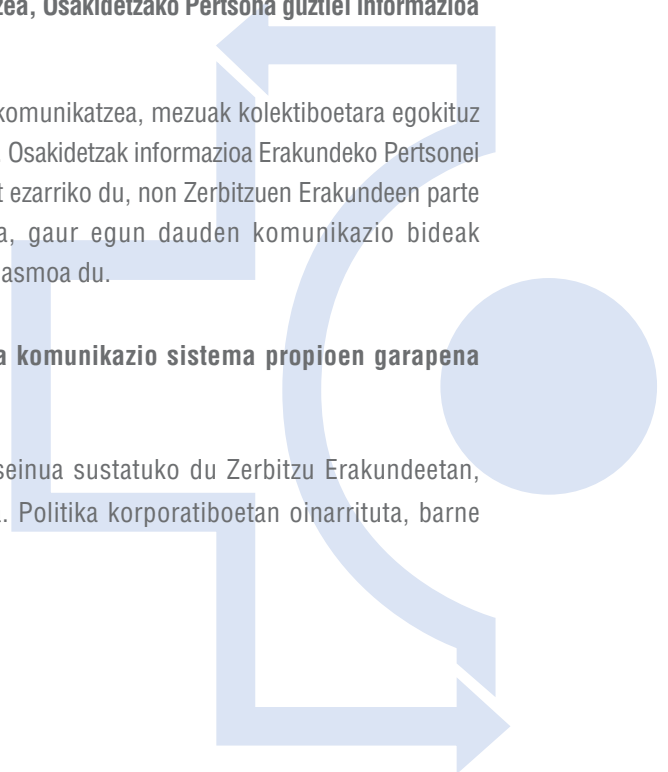 zea, Osakidetzako Pertsona guztiei informazioa
komunikatzea, mezuak kolektiboetara egokituz
. Osakidetzak informazioa Erakundeko Pertsonei
t ezarriko du, non Zerbitzuen Erakundeen parte
a, gaur egun dauden komunikazio bideak
asmoa du.
a komunikazio sistema propioen garapena
seinua sustatuko du Zerbitzu Erakundeetan,
. Politika korporatiboetan oinarrituta, barne